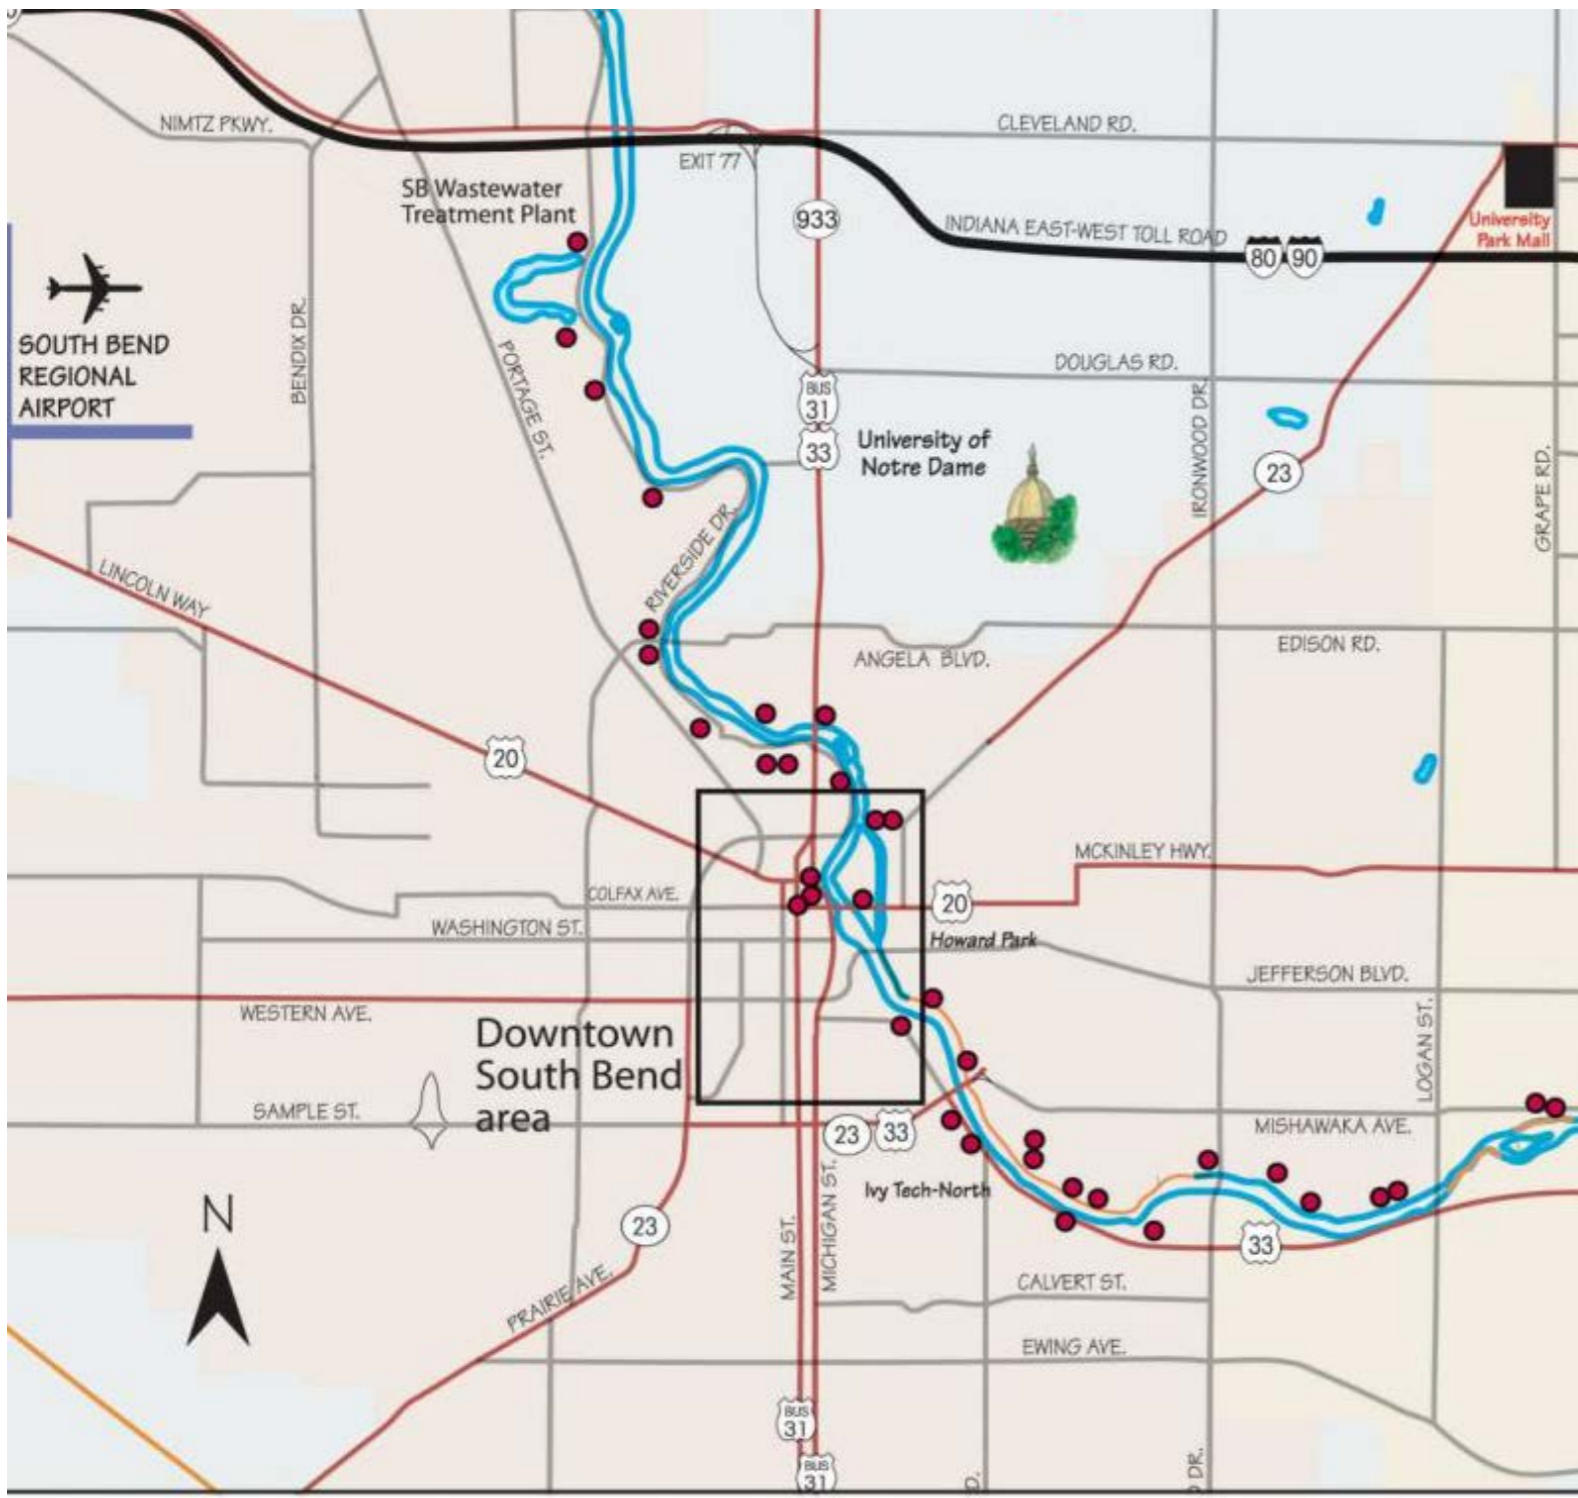 NIMTZ PKWY.
CLEVELAND RD.
EXIT 77
SB Wastewater
Treatment Plant
933
INDIANA EAST-WEST TOLL ROAD
80
90
University
Park Mall
SOUTH BEND
REGIONAL
AIRPORT
BENDIX DR.
PORTAGE ST.
DOUGLAS RD.
BUS
31
33
University of
Notre Dame
IRONWOOD DR.
23
GRAPE RD.
LINCOLN WAY
RIVERSIDE DR.
ANGELA BLVD.
EDISON RD.
20
MCKINLEY HWY.
COLFAX AVE.
20
WASHINGTON ST.
Howard Park
JEFFERSON BLVD.
WESTERN AVE.
Downtown
South Bend
area
LOGAN ST.
SAMPLE ST.
23
33
MISHAWAKA AVE.
Ivy Tech-North
N
23
MAIN ST.
MICHIGAN ST.
33
PRAIRIE AVE.
CALVERT ST.
EWING AVE.
BUS
31
BUS
31
D.
DR.